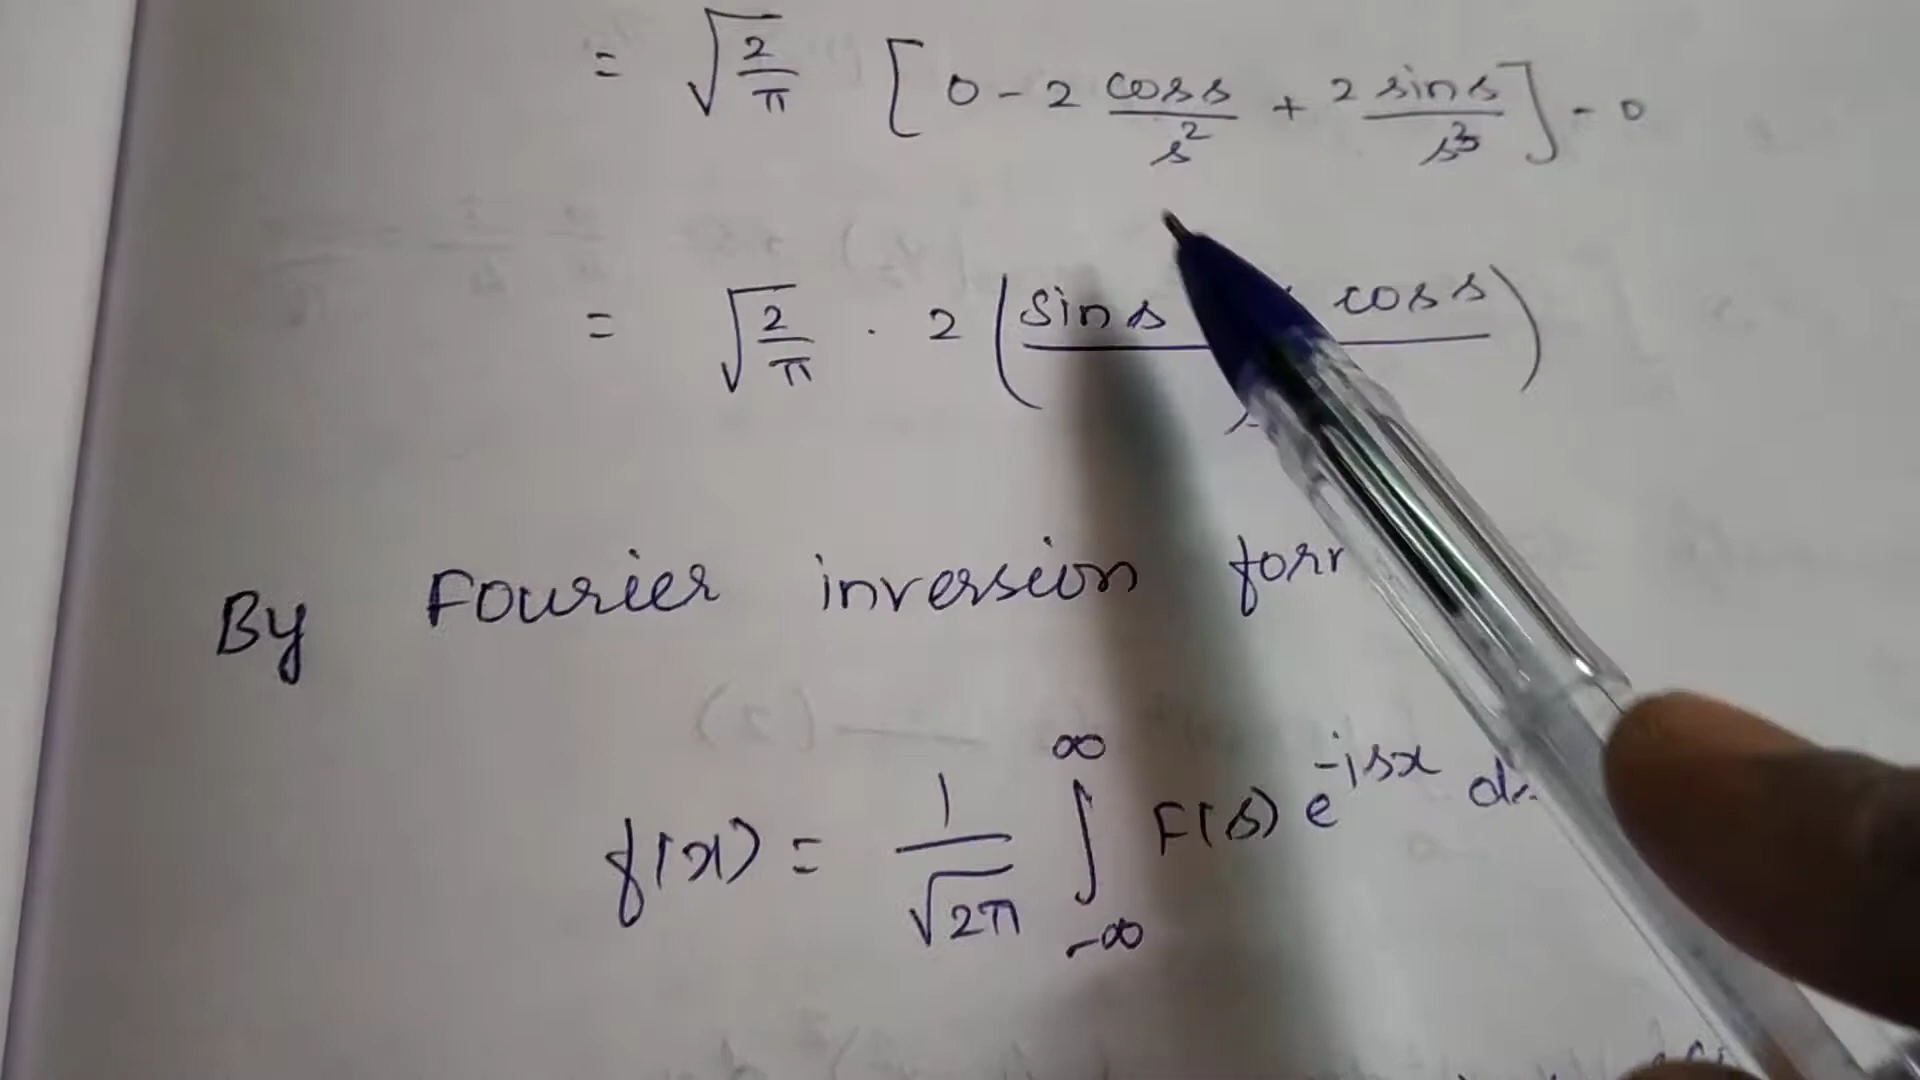 = √(2/π) [0 - 2 cos s / s² + 2 sin s / s³] - 0
= √(2/π) · 2 (sin s cos s)
By Fourier inversion
f(x) = 1/√(2π) ∫_{-∞}^{∞} F(s) e^{-isx}